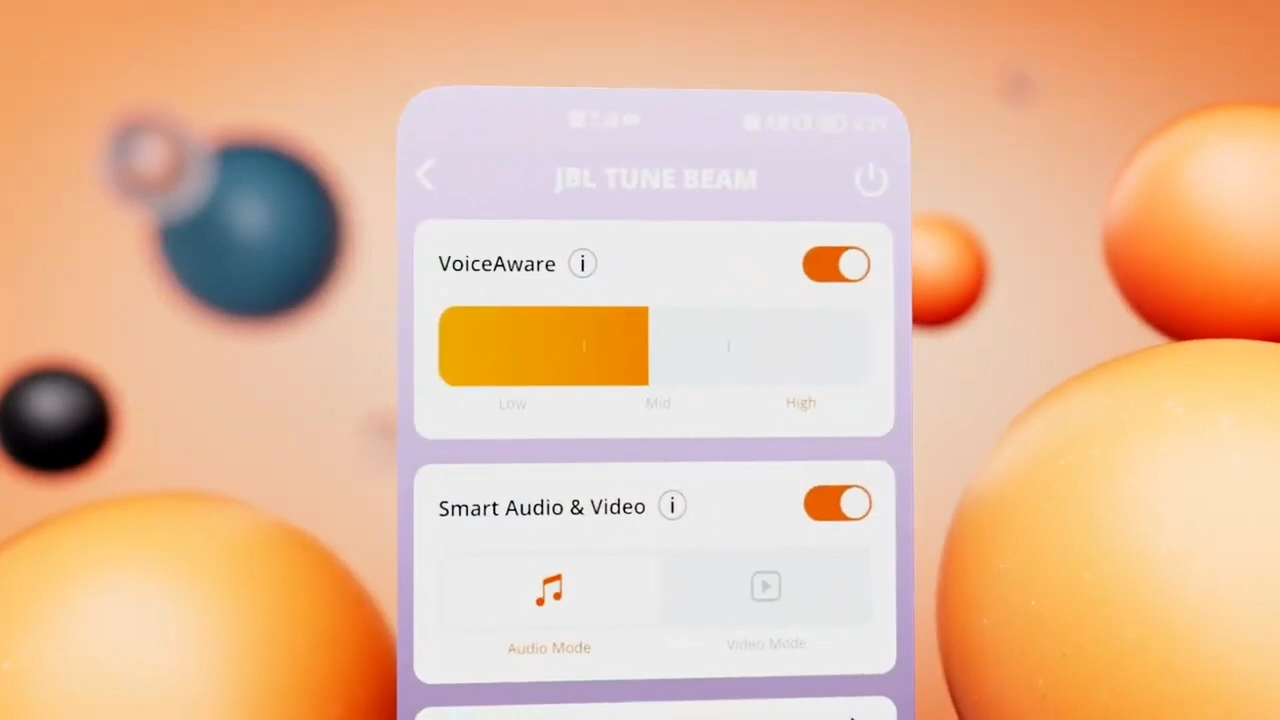 JBL TUNE BEAM
VoiceAware i
Low Mid High
Smart Audio & Video i
Audio Mode Video Mode